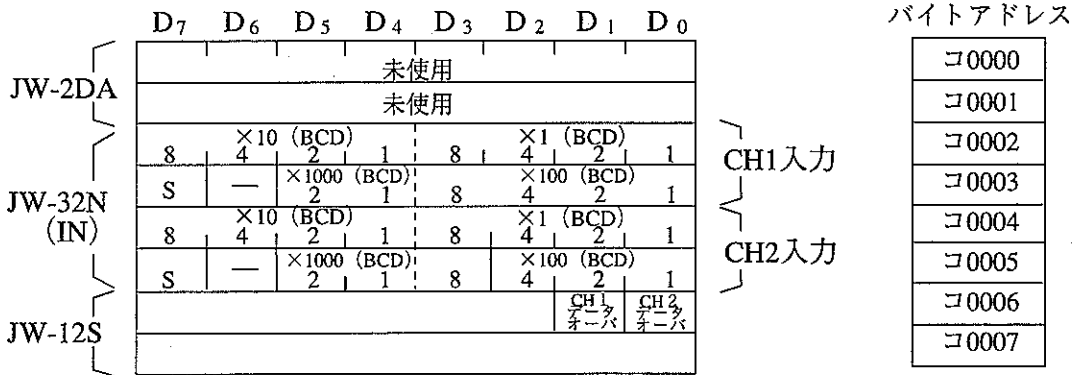 D7 D6 D5 D4 D3 D2 D1 D0 バイトアドレス
JW-2DA 未使用 コ0000
未使用 コ0001
JW-32N (IN) ×10 (BCD) ×1 (BCD) CH1入力 コ0002
8 4 2 1 8 4 2 1
S — ×1000 (BCD) ×100 (BCD) コ0003
2 1 8 4 2 1
×10 (BCD) ×1 (BCD) CH2入力 コ0004
8 4 2 1 8 4 2 1
S — ×1000 (BCD) ×100 (BCD) コ0005
2 1 8 4 2 1
JW-12S CH1 データ オーバ CH2 データ オーバ コ0006
コ0007